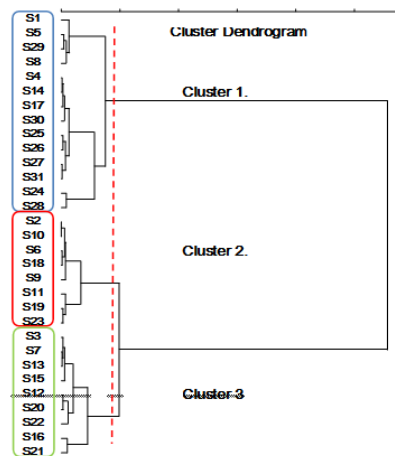 S1
Cluster Dendrogram
S5
S29
S8
S4
Cluster 1.
S14
S17
S30
S25
S26
S27
S31
S24
S28
S2
S10
Cluster 2.
S6
S18
S9
S11
S19
S23
S3
S7
S13
S15
S12
Cluster 3
S20
S22
S16
S21